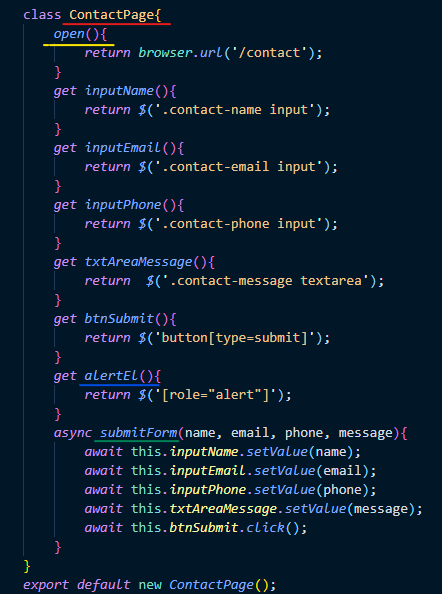 class ContactPage{
open(){
return browser.url('/contact');
}
get inputName(){
return $('.contact-name input');
}
get inputEmail(){
return $('.contact-email input');
}
get inputPhone(){
return $('.contact-phone input');
}
get txtAreaMessage(){
return  $('.contact-message textarea');
}
get btnSubmit(){
return $('button[type=submit]');
}
get alertEl(){
return $('[role="alert"]');
}
async submitForm(name, email, phone, message){
await this.inputName.setValue(name);
await this.inputEmail.setValue(email);
await this.inputPhone.setValue(phone);
await this.txtAreaMessage.setValue(message);
await this.btnSubmit.click();
}
}
export default new ContactPage();